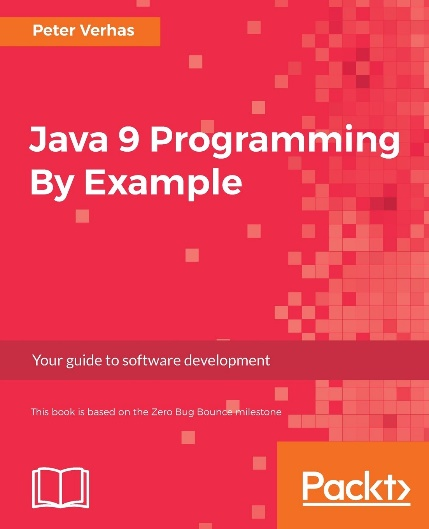 Peter Verhas
Java 9 Programming
By Example
Your guide to software development
This book is based on the Zero Bug Bounce milestone
Packt>